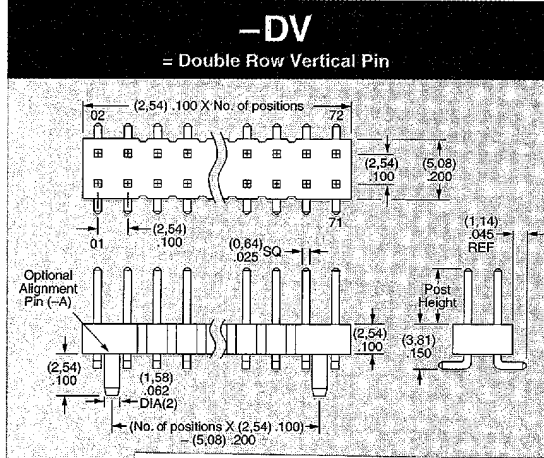 –DV
= Double Row Vertical Pin
(2,54) .100 X No. of positions
02
72
(2,54)
.100
(5,08)
.200
(2,54)
.100
01
71
(1,14)
.045
REF
(0,64)
.025 SQ
Optional
Alignment
Pin (–A)
Post
Height
(2,54)
.100
(3,81)
.150
(2,54)
.100
(1,58)
.062
DIA(2)
(No. of positions X (2,54) .100)
– (5,08) .200